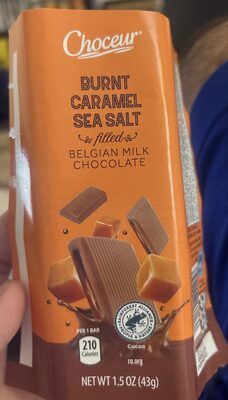 Choceur®
BURNT
CARAMEL
SEA SALT
filled
BELGIAN MILK
CHOCOLATE
PER 1 BAR
210
Calories
Cocoa
ra.org
NET WT 1.5 OZ (43g)